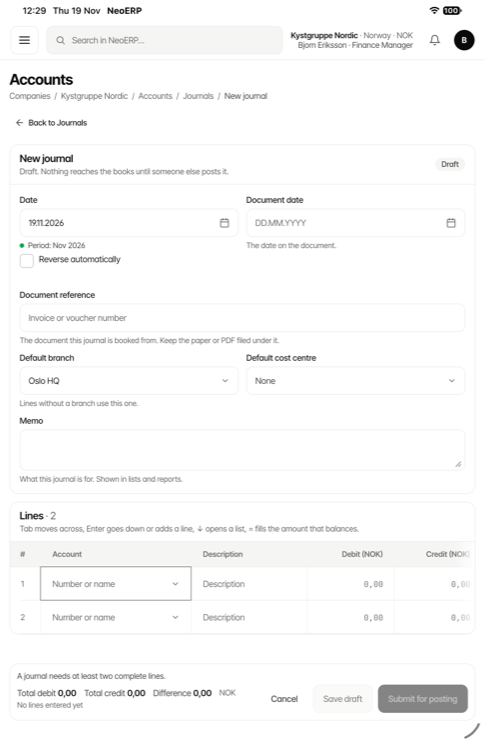 12:29 Thu 19 Nov NeoERP
100
Search in NeoERP...
Kystgruppe Nordic · Norway · NOK
Bjorn Eriksson · Finance Manager
B
Accounts
Companies / Kystgruppe Nordic / Accounts / Journals / New journal
← Back to Journals
New journal
Draft. Nothing reaches the books until someone else posts it.
Draft
Date
Document date
19.11.2026
DD.MM.YYYY
Period: Nov 2026
The date on the document.
Reverse automatically
Document reference
Invoice or voucher number
The document this journal is booked from. Keep the paper or PDF filed under it.
Default branch
Default cost centre
Oslo HQ
None
Lines without a branch use this one.
Memo
What this journal is for. Shown in lists and reports.
Lines · 2
Tab moves across, Enter goes down or adds a line, ↓ opens a list, = fills the amount that balances.
# Account Description Debit (NOK) Credit (NOK)
1 Number or name Description 0,00 0,00
2 Number or name Description 0,00 0,00
A journal needs at least two complete lines.
Total debit 0,00 Total credit 0,00 Difference 0,00 NOK
No lines entered yet
Cancel
Save draft
Submit for posting